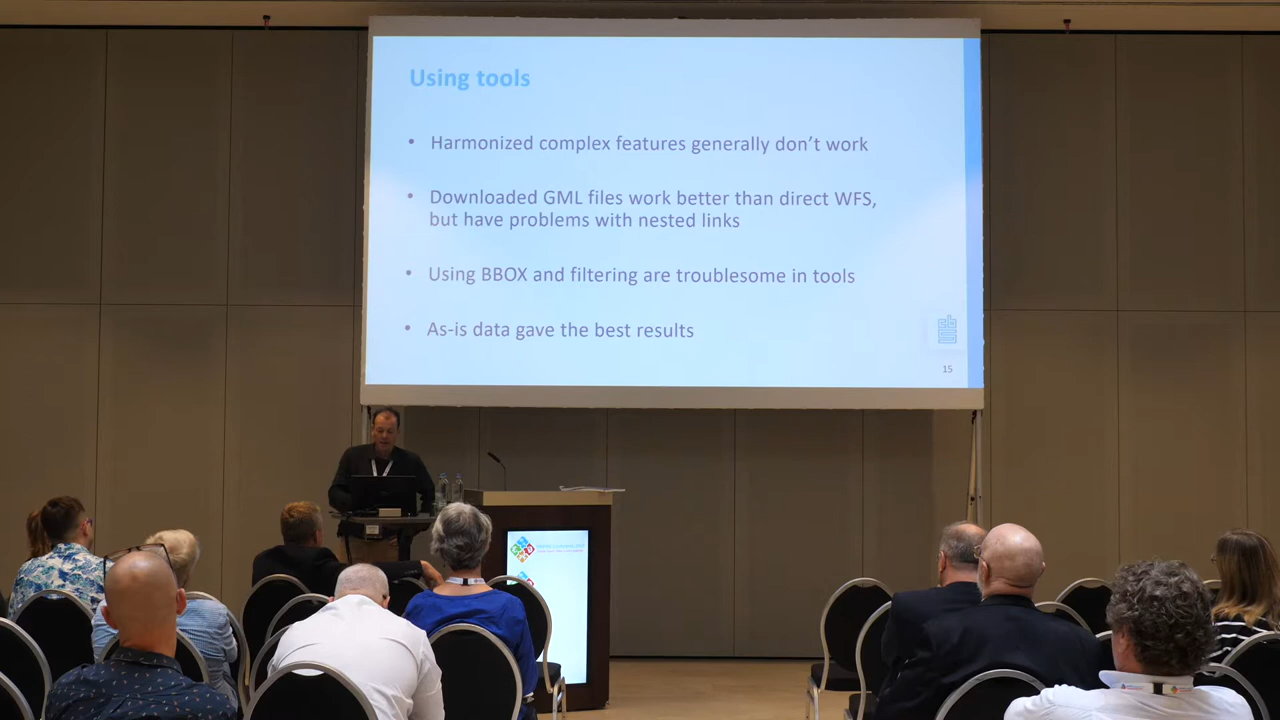 Using tools
• Harmonized complex features generally don’t work
• Downloaded GML files work better than direct WFS,
but have problems with nested links
• Using BBOX and filtering are troublesome in tools
• As-is data gave the best results
15